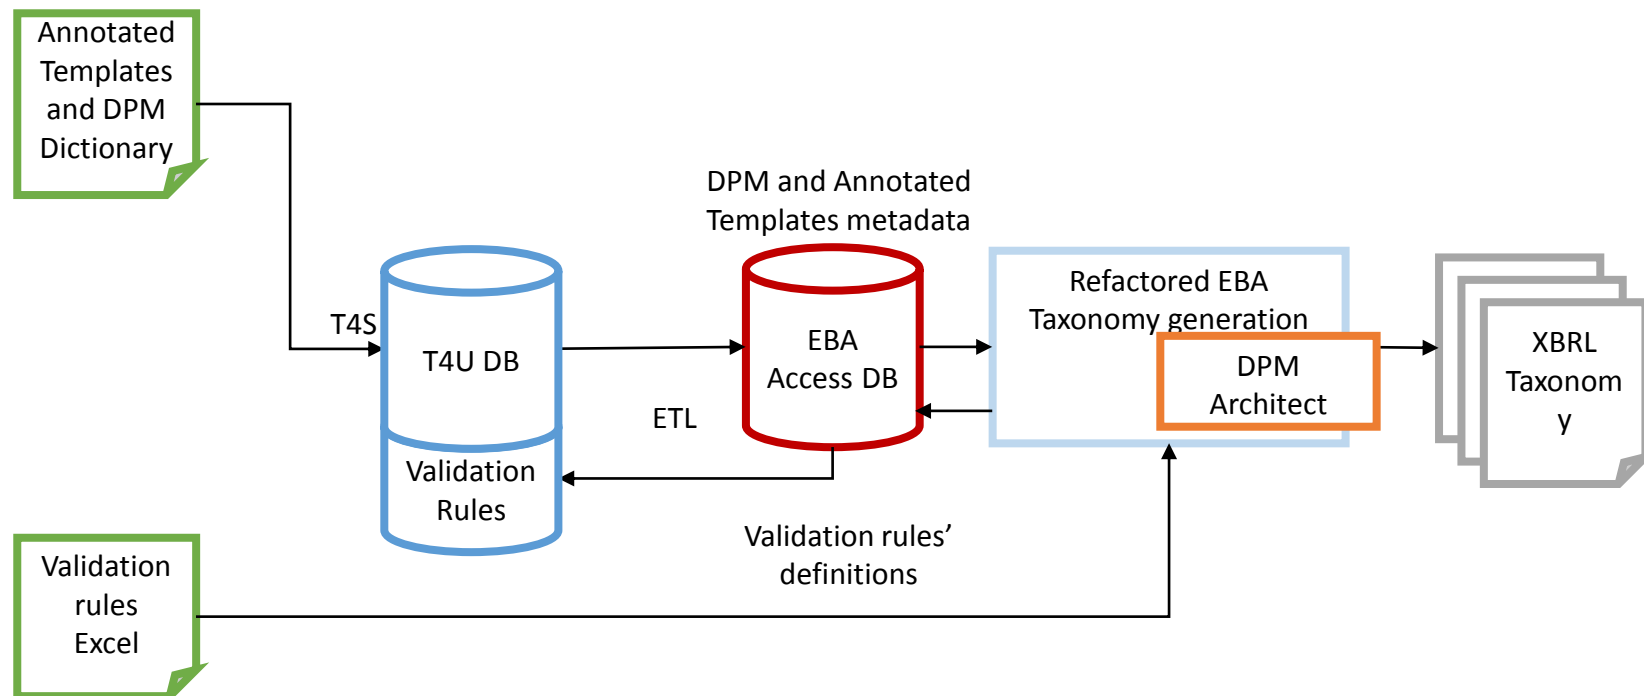 Annotated
Templates
and DPM
Dictionary
DPM and Annotated
Templates metadata
T4S
T4U DB
EBA
Access DB
Refactored EBA
Taxonomy generation
DPM
Architect
XBRL
Taxonom
y
ETL
Validation
Rules
Validation rules’
definitions
Validation
rules
Excel